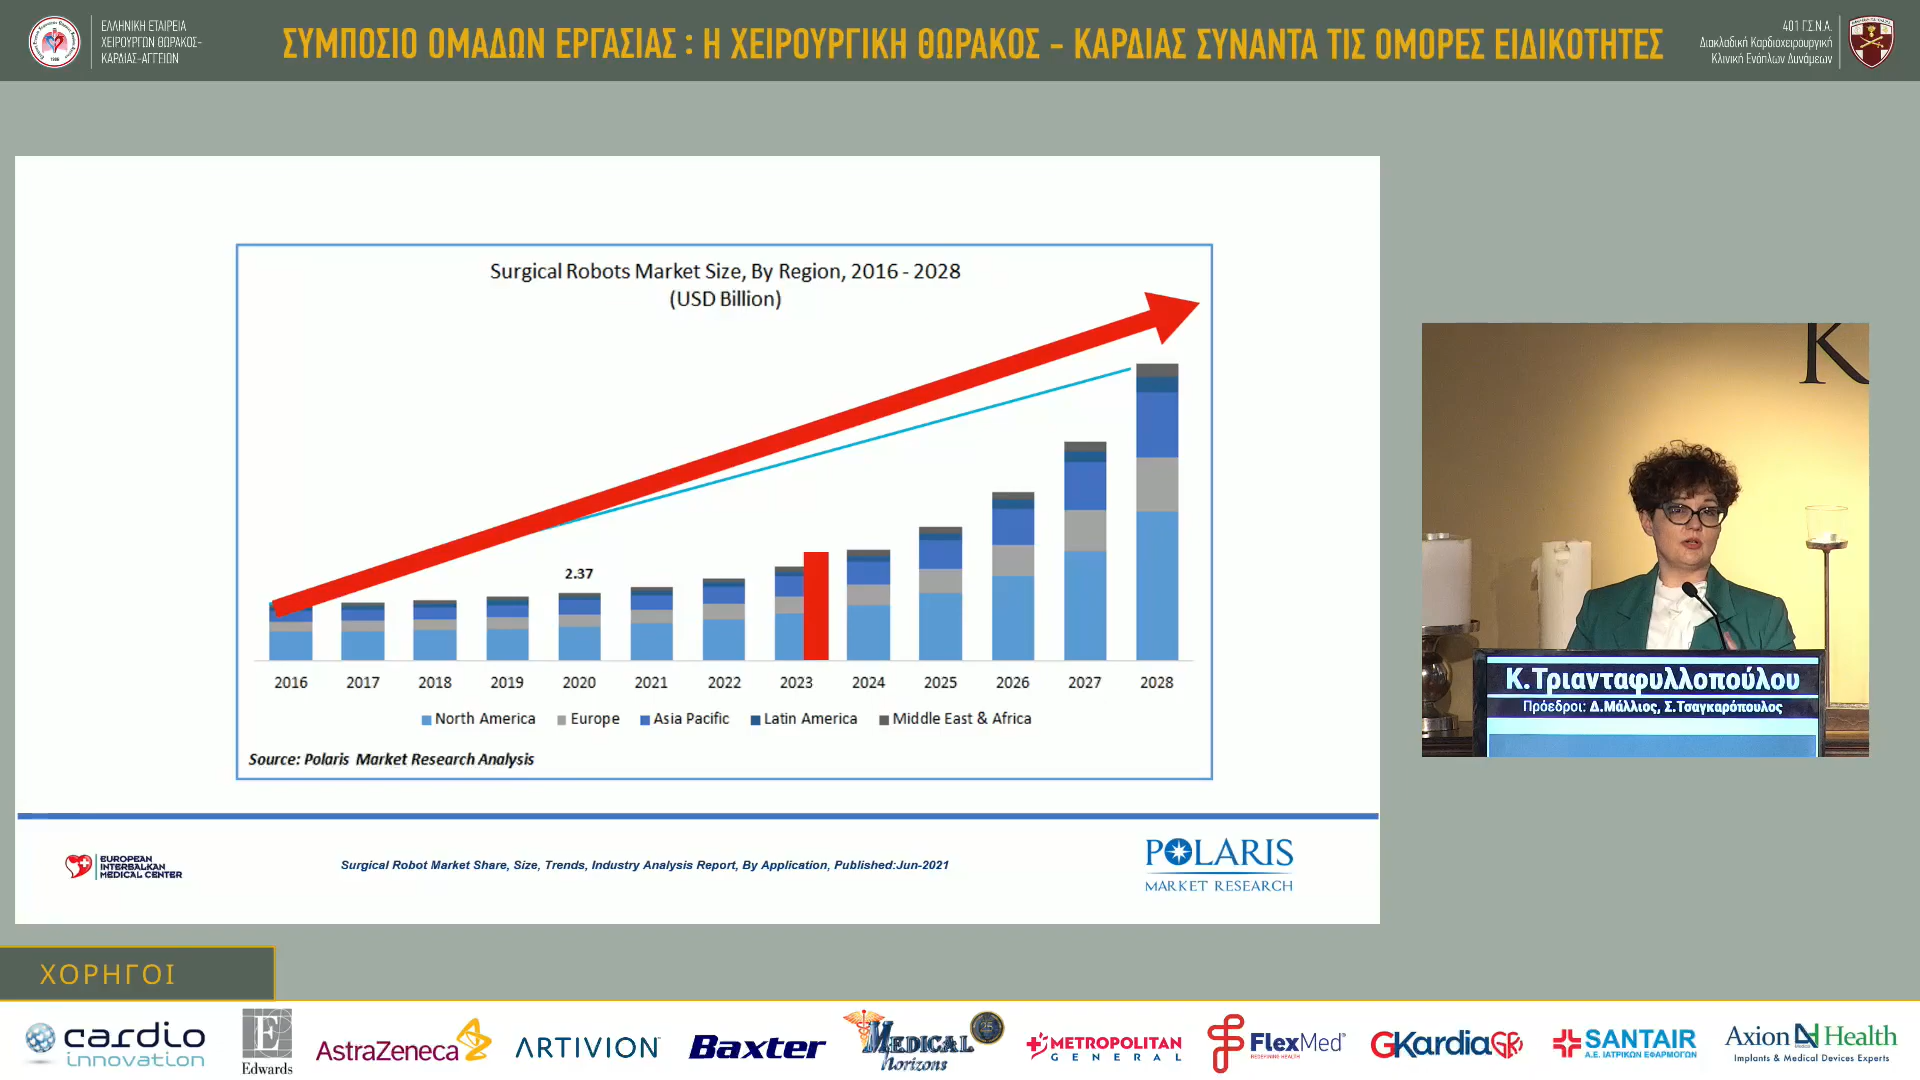 ΕΛΛΗΝΙΚΗ ΕΤΑΙΡΕΙΑ
ΧΕΙΡΟΥΡΓΩΝ ΘΩΡΑΚΟΣ-
ΚΑΡΔΙΑΣ-ΑΓΓΕΙΩΝ
ΣΥΜΠΟΣΙΟ ΟΜΑΔΩΝ ΕΡΓΑΣΙΑΣ : Η ΧΕΙΡΟΥΡΓΙΚΗ ΘΩΡΑΚΟΣ - ΚΑΡΔΙΑΣ ΣΥΝΑΝΤΑ ΤΙΣ ΟΜΟΡΕΣ ΕΙΔΙΚΟΤΗΤΕΣ
401 Γ.Σ.Ν.Α.
Διακλαδική Καρδιοχειρουργική
Κλινική Ενόπλων Δυνάμεων
Surgical Robots Market Size, By Region, 2016 - 2028
(USD Billion)
2.37
2016 2017 2018 2019 2020 2021 2022 2023 2024 2025 2026 2027 2028
North America Europe Asia Pacific Latin America Middle East & Africa
Source: Polaris Market Research Analysis
EUROPEAN
INTERBALKAN
MEDICAL CENTER
Surgical Robot Market Share, Size, Trends, Industry Analysis Report, By Application, Published:Jun-2021
POLARIS
MARKET RESEARCH
K
Κ.Τριανταφυλλοπούλου
Πρόεδροι: Δ.Μάλλιος, Σ.Τσαγκαρόπουλος
ΧΟΡΗΓΟΙ
cardio
innovation
E
Edwards
AstraZeneca
ARTIVION
Baxter
MEDICAL
Horizons
25
METROPOLITAN
GENERAL
FlexMed
REDEFINING HEALTH
GKardiaGR
SANTAIR
Α.Ε. ΙΑΤΡΙΚΩΝ ΕΦΑΡΜΟΓΩΝ
Axion Health
Implants & Medical Devices Experts